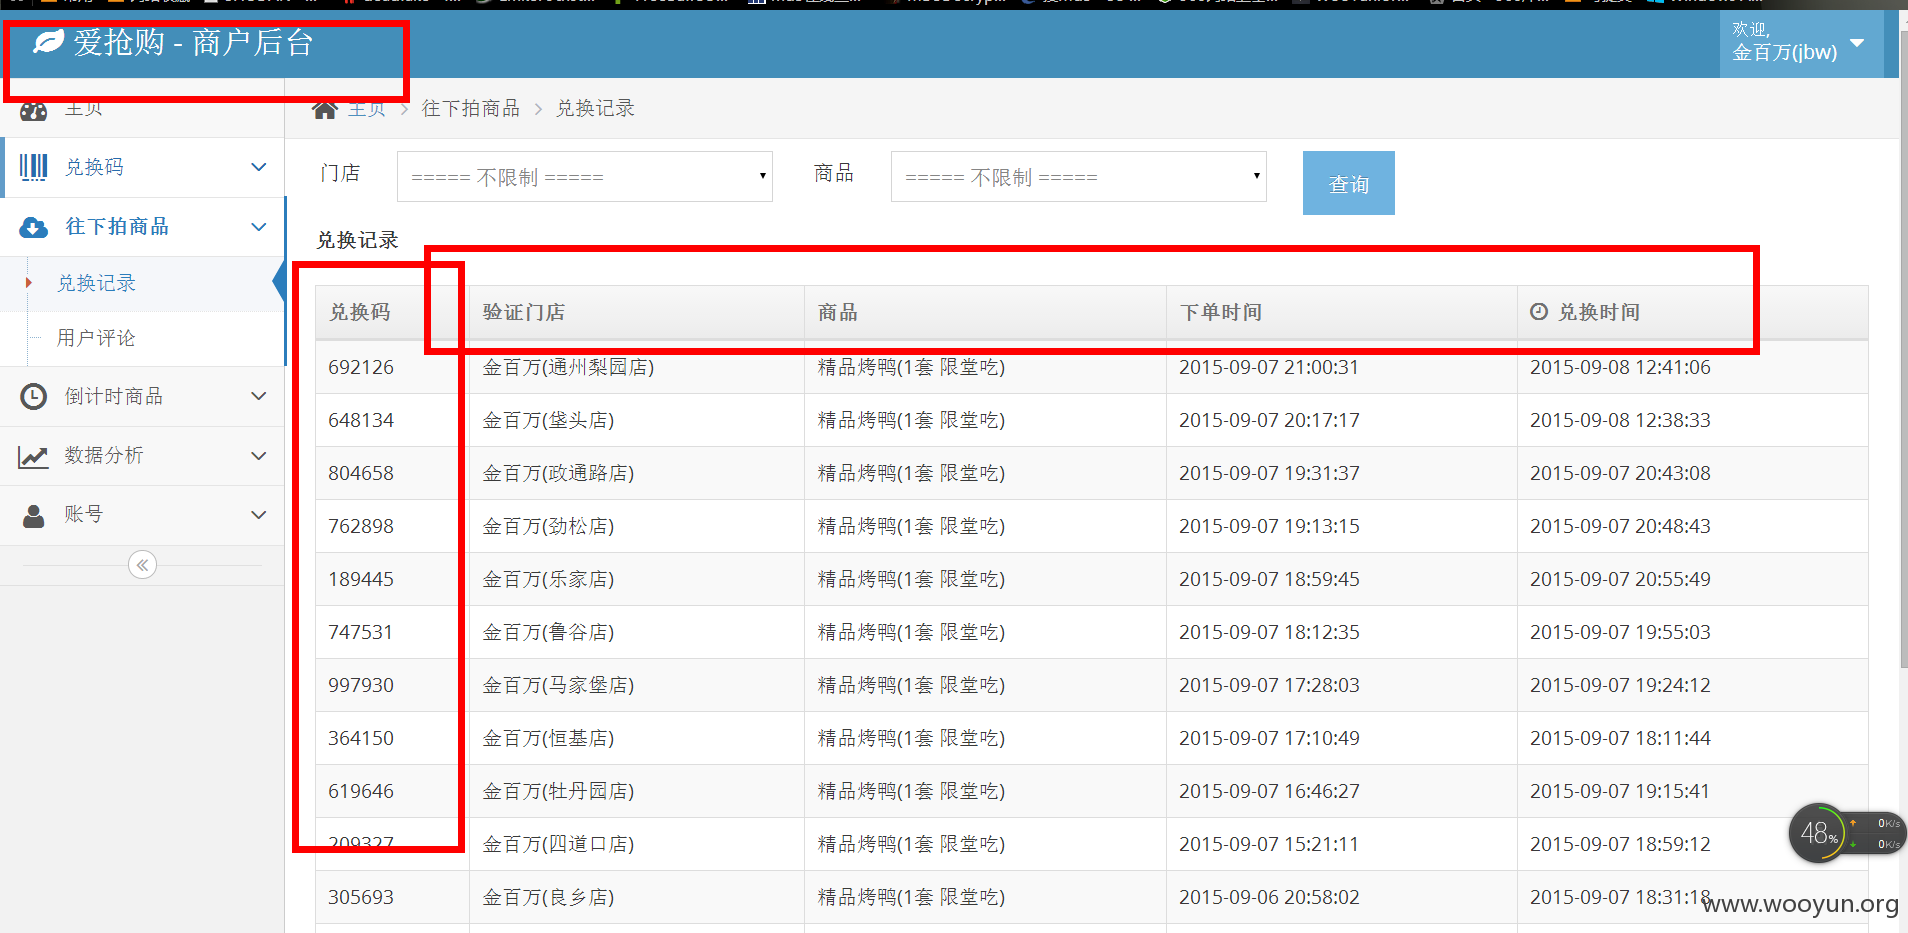 爱抢购 - 商户后台
欢迎,
金百万(jbw)
主页
兑换码
往下拍商品
兑换记录
用户评论
倒计时商品
数据分析
账号
主页 > 往下拍商品 > 兑换记录
门店 ===== 不限制 ===== 商品 ===== 不限制 ===== 查询
兑换记录
兑换码 验证门店 商品 下单时间 兑换时间
692126 金百万(通州梨园店) 精品烤鸭(1套 限堂吃) 2015-09-07 21:00:31 2015-09-08 12:41:06
648134 金百万(垡头店) 精品烤鸭(1套 限堂吃) 2015-09-07 20:17:17 2015-09-08 12:38:33
804658 金百万(政通路店) 精品烤鸭(1套 限堂吃) 2015-09-07 19:31:37 2015-09-07 20:43:08
762898 金百万(劲松店) 精品烤鸭(1套 限堂吃) 2015-09-07 19:13:15 2015-09-07 20:48:43
189445 金百万(乐家店) 精品烤鸭(1套 限堂吃) 2015-09-07 18:59:45 2015-09-07 20:55:49
747531 金百万(鲁谷店) 精品烤鸭(1套 限堂吃) 2015-09-07 18:12:35 2015-09-07 19:55:03
997930 金百万(马家堡店) 精品烤鸭(1套 限堂吃) 2015-09-07 17:28:03 2015-09-07 19:24:12
364150 金百万(恒基店) 精品烤鸭(1套 限堂吃) 2015-09-07 17:10:49 2015-09-07 18:11:44
619646 金百万(牡丹园店) 精品烤鸭(1套 限堂吃) 2015-09-07 16:46:27 2015-09-07 19:15:41
209327 金百万(四道口店) 精品烤鸭(1套 限堂吃) 2015-09-07 15:21:11 2015-09-07 18:59:12
305693 金百万(良乡店) 精品烤鸭(1套 限堂吃) 2015-09-06 20:58:02 2015-09-07 18:31:18
48%
0K/s
0K/s
www.wooyun.org